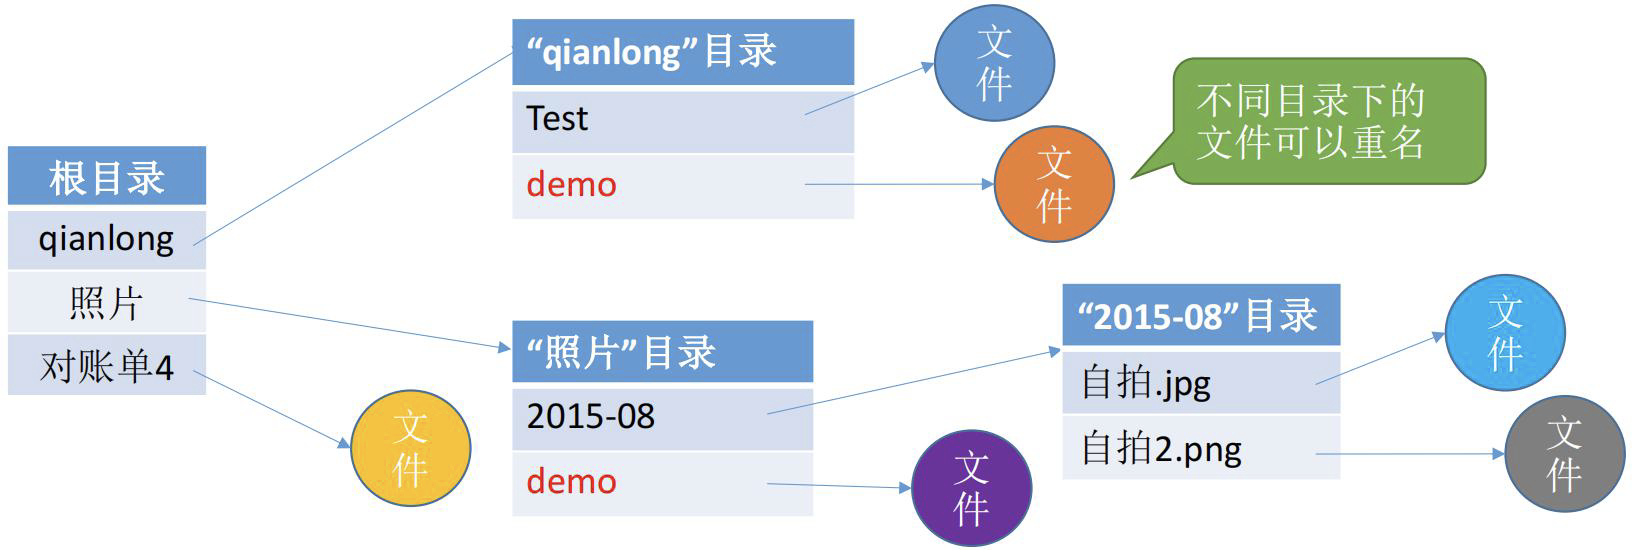 根目录
qianlong
照片
对账单4
文
件
“qianlong”目录
Test
demo
文
件
文
件
不同目录下的
文件可以重名
“照片”目录
2015-08
demo
文
件
“2015-08”目录
自拍.jpg
自拍2.png
文
件
文
件